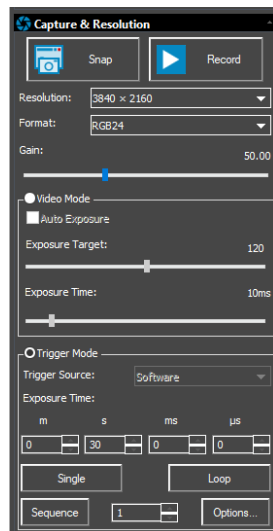 Capture & Resolution
Snap Record
Resolution: 3840 × 2160
Format: RGB24
Gain:
50.00
Video Mode
Auto Exposure
Exposure Target: 120
Exposure Time: 10ms
Trigger Mode
Trigger Source: Software
Exposure Time:
m s ms µs
0 30 0 0
Single Loop
Sequence 1 Options...